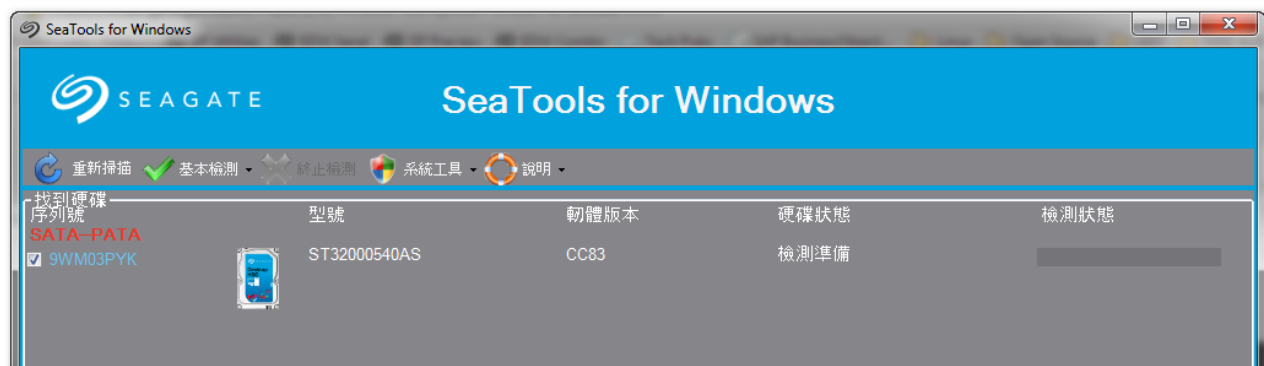 SeaTools for Windows
SEAGATE
SeaTools for Windows
重新掃描 基本檢測 終止檢測 系統工具 說明
找到硬碟
序列號 型號 韌體版本 硬碟狀態 檢測狀態
SATA-PATA
9WM03PYK ST32000540AS CC83 檢測準備